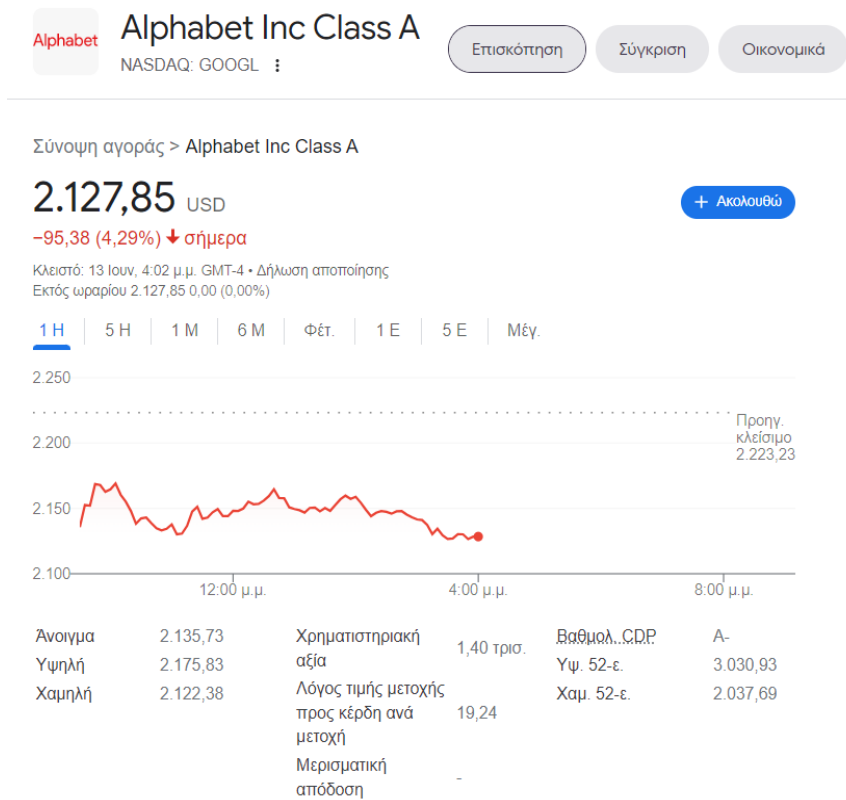 Alphabet
Alphabet Inc Class A
NASDAQ: GOOGL
Επισκόπηση
Σύγκριση
Οικονομικά
Σύνοψη αγοράς > Alphabet Inc Class A
2.127,85 USD
+ Ακολουθώ
−95,38 (4,29%) ↓ σήμερα
Κλειστό: 13 Ιουν, 4:02 μ.μ. GMT-4 • Δήλωση αποποίησης
Εκτός ωραρίου 2.127,85 0,00 (0,00%)
1 Η 5 Η 1 Μ 6 Μ Φέτ. 1 Ε 5 Ε Μέγ.
2.250
Προηγ.
κλείσιμο
2.223,23
2.200
2.150
2.100
12:00 μ.μ. 4:00 μ.μ. 8:00 μ.μ.
Άνοιγμα 2.135,73
Υψηλή 2.175,83
Χαμηλή 2.122,38
Χρηματιστηριακή
αξία 1,40 τρισ.
Λόγος τιμής μετοχής
προς κέρδη ανά 19,24
μετοχή
Μερισματική
απόδοση -
Βαθμολ. CDP A-
Υψ. 52-ε. 3.030,93
Χαμ. 52-ε. 2.037,69